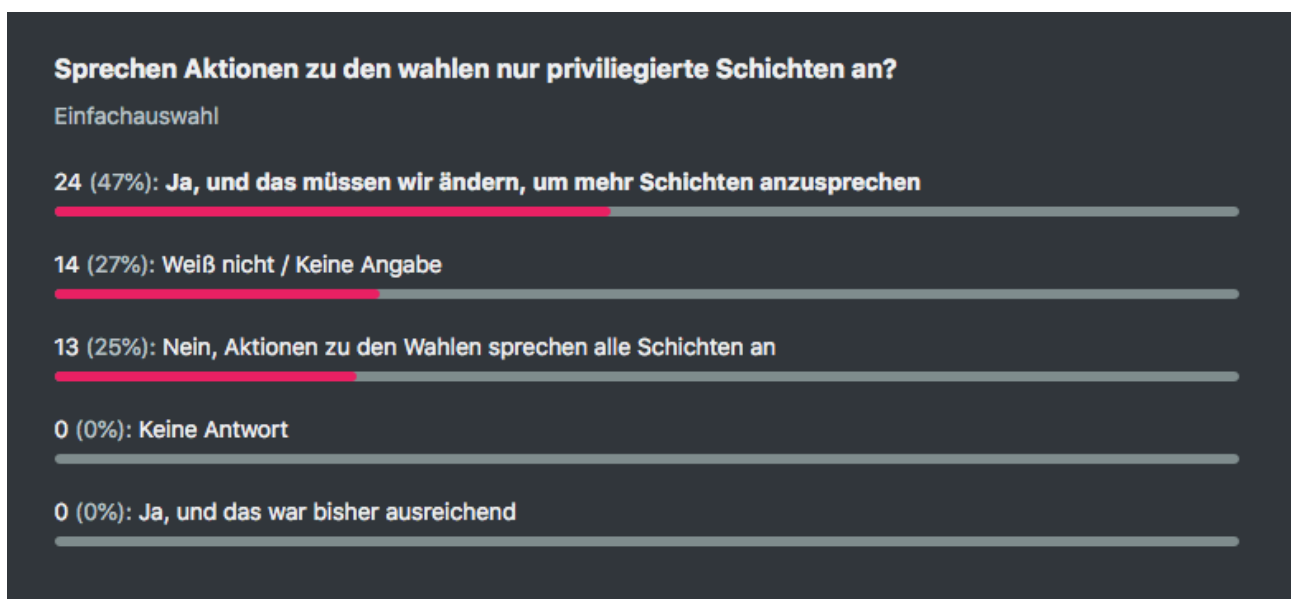 Sprechen Aktionen zu den wahlen nur priviliegierte Schichten an?
Einfachauswahl
24 (47%): Ja, und das müssen wir ändern, um mehr Schichten anzusprechen
14 (27%): Weiß nicht / Keine Angabe
13 (25%): Nein, Aktionen zu den Wahlen sprechen alle Schichten an
0 (0%): Keine Antwort
0 (0%): Ja, und das war bisher ausreichend